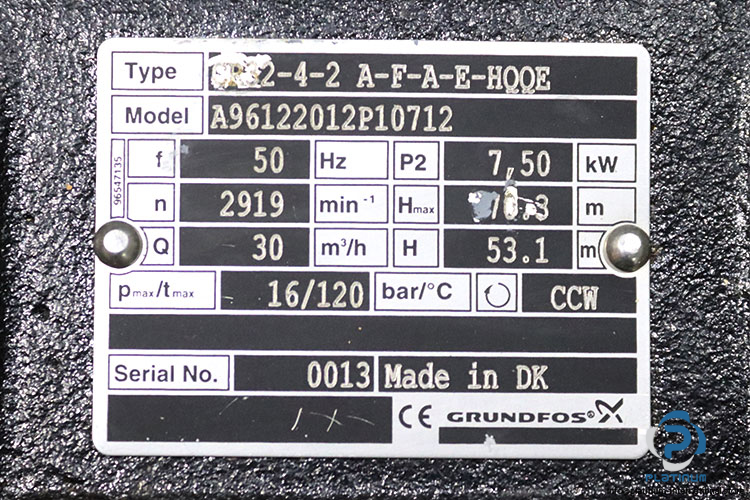 Type 2-4-2 A-F-A-E-HQQE
Model A96122012P10712
96547135
f 50 Hz P2 7,50 kW
n 2919 min⁻¹ Hmax m
Q 30 m³/h H 53.1 m
pmax/tmax 16/120 bar/°C CCW
Serial No. 0013 Made in DK
CE GRUNDFOS®
PLATINUM